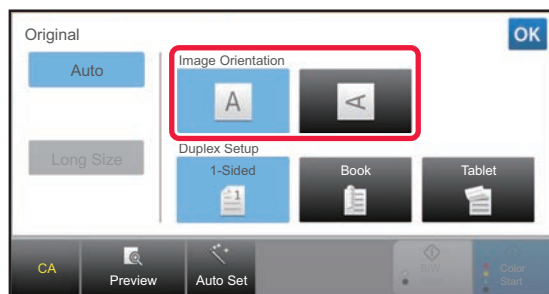 Original
OK
Auto
Long Size
Image Orientation
A
A
Duplex Setup
1-Sided
1
Book
Tablet
CA
Preview
Auto Set
B/W
Start
Color
Start